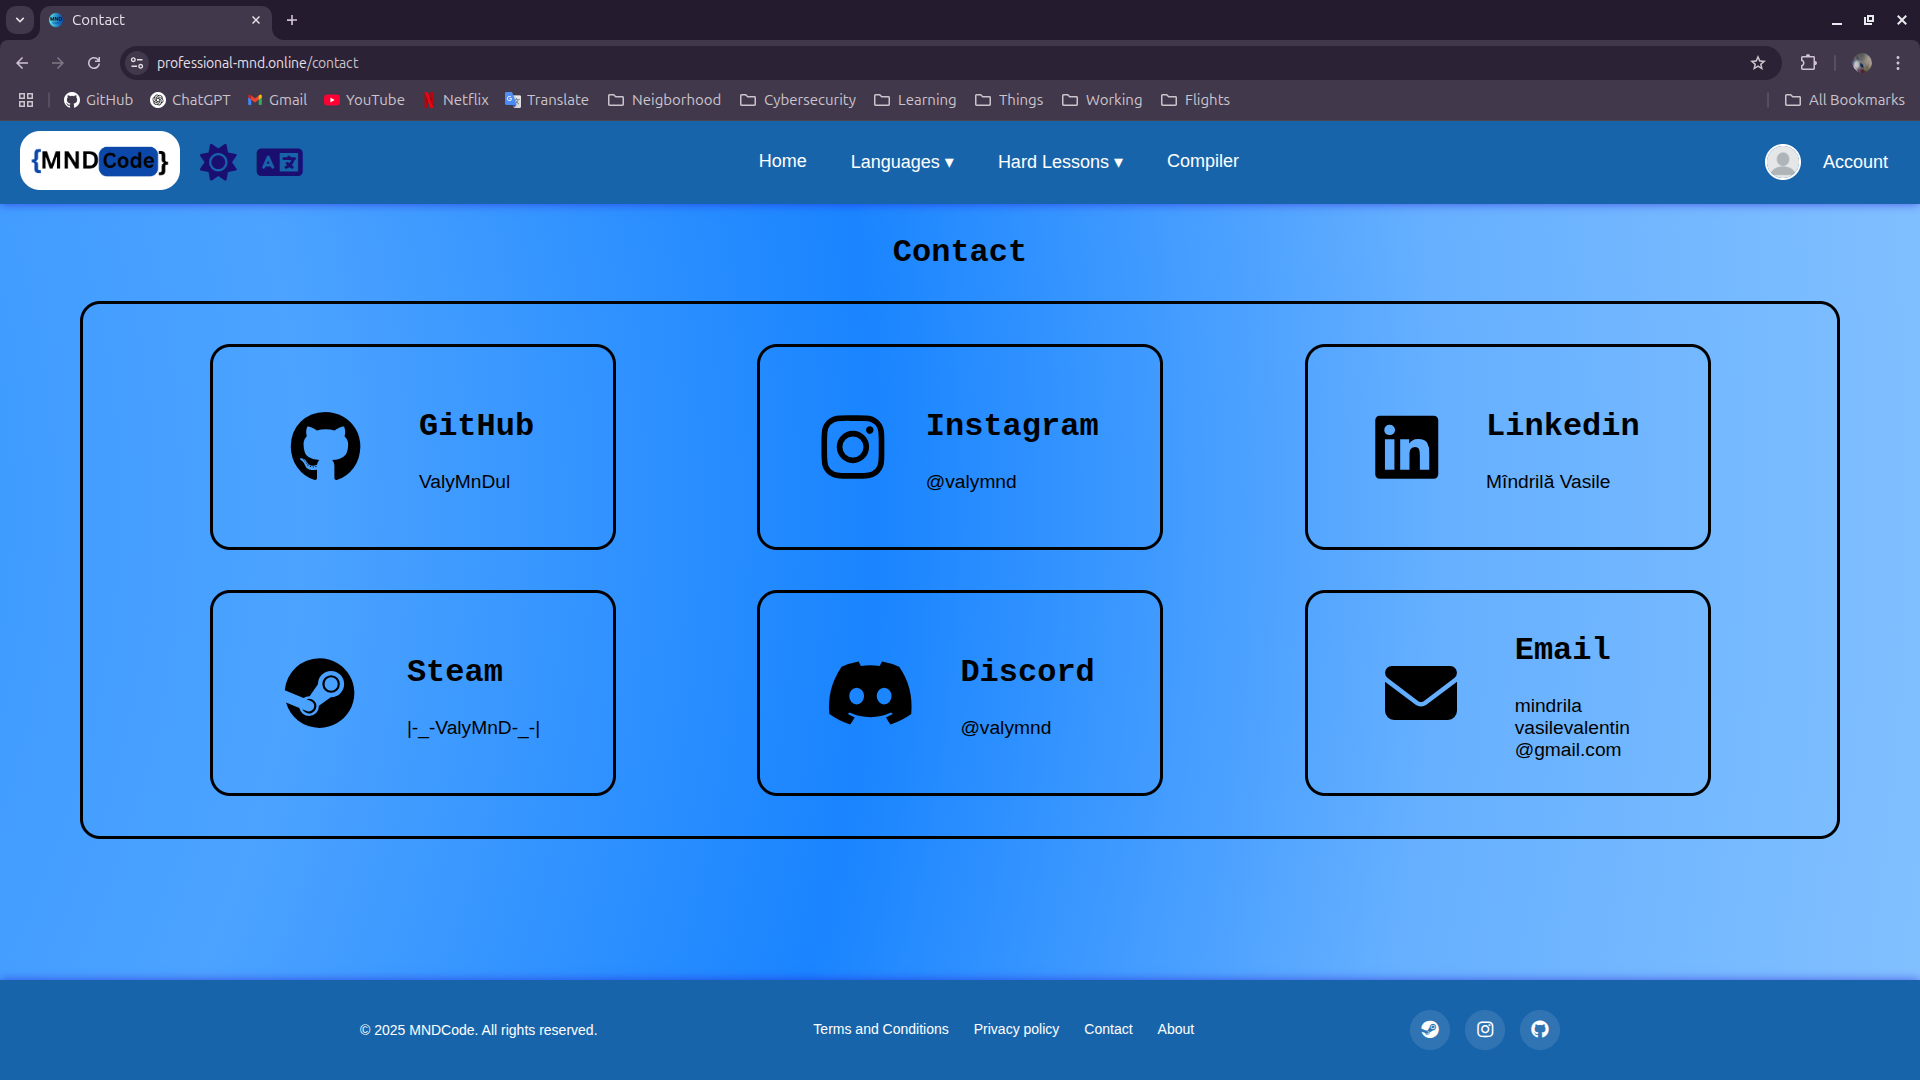 Contact
professional-mnd.online/contact
GitHub ChatGPT Gmail YouTube Netflix Translate Neigborhood Cybersecurity Learning Things Working Flights All Bookmarks
{MNDCode} Home Languages ▾ Hard Lessons ▾ Compiler Account
Contact
GitHub
ValyMnDul
Instagram
@valymnd
Linkedin
Mîndrilă Vasile
Steam
|-_-ValyMnD-_-|
Discord
@valymnd
Email
mindrila
vasilevalentin
@gmail.com
© 2025 MNDCode. All rights reserved. Terms and Conditions Privacy policy Contact About